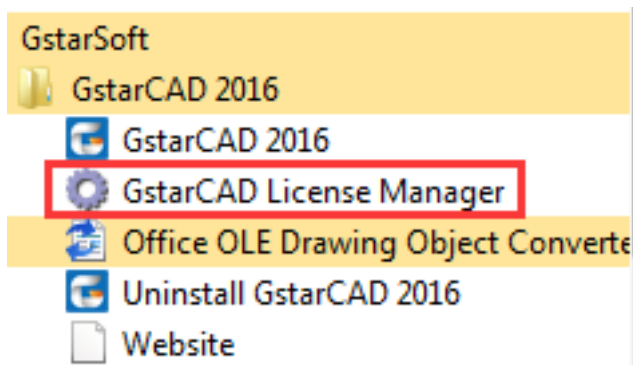 GstarSoft
GstarCAD 2016
GstarCAD 2016
GstarCAD License Manager
Office OLE Drawing Object Converte
Uninstall GstarCAD 2016
Website